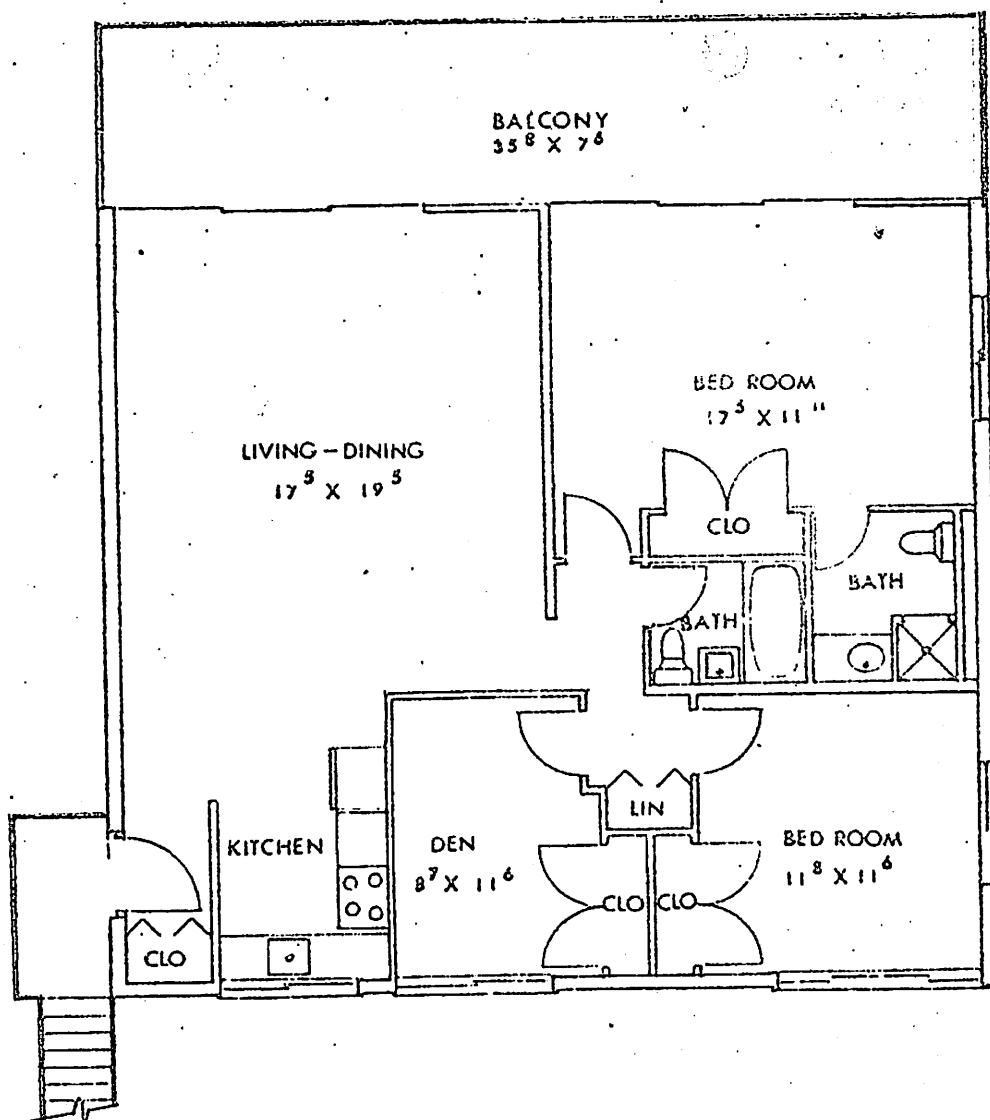 BALCONY
35⁸ X 7⁶
BED ROOM
17⁵ X 11¹¹
LIVING – DINING
17⁵ X 19⁵
CLO
BATH
BATH
LIN
KITCHEN
DEN
8⁷ X 11⁶
BED ROOM
11⁸ X 11⁶
CLO
CLO
CLO